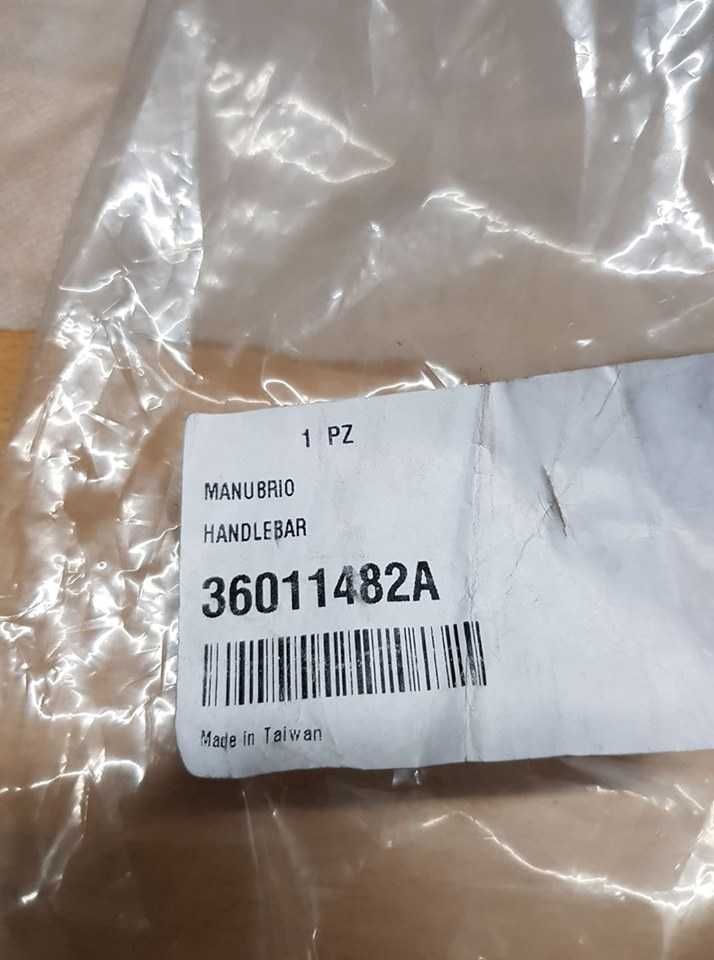 1 PZ
MANUBRIO
HANDLEBAR
36011482A
Made in Taiwan